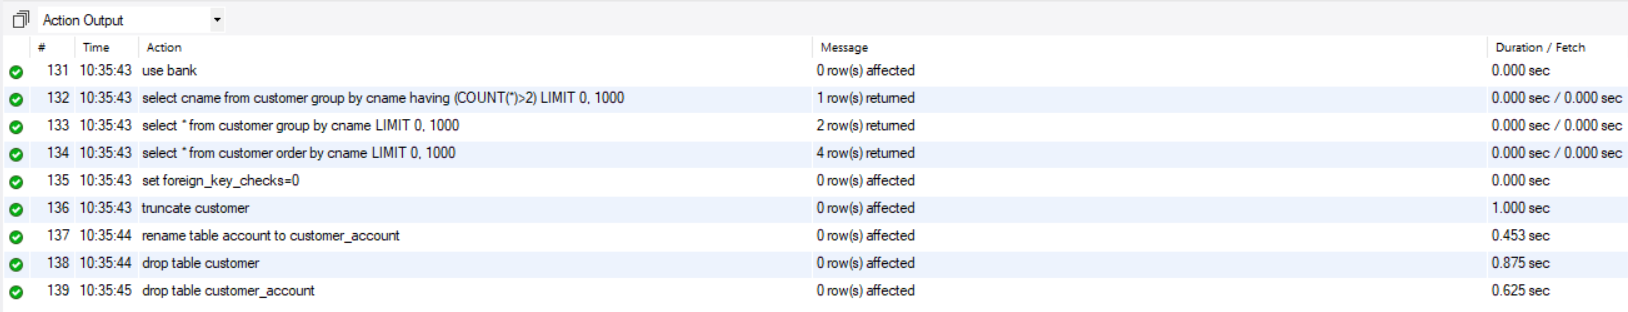 Action Output
# Time Action Message Duration / Fetch
131 10:35:43 use bank 0 row(s) affected 0.000 sec
132 10:35:43 select cname from customer group by cname having (COUNT(*)>2) LIMIT 0, 1000 1 row(s) returned 0.000 sec / 0.000 sec
133 10:35:43 select * from customer group by cname LIMIT 0, 1000 2 row(s) returned 0.000 sec / 0.000 sec
134 10:35:43 select * from customer order by cname LIMIT 0, 1000 4 row(s) returned 0.000 sec / 0.000 sec
135 10:35:43 set foreign_key_checks=0 0 row(s) affected 0.000 sec
136 10:35:43 truncate customer 0 row(s) affected 1.000 sec
137 10:35:44 rename table account to customer_account 0 row(s) affected 0.453 sec
138 10:35:44 drop table customer 0 row(s) affected 0.875 sec
139 10:35:45 drop table customer_account 0 row(s) affected 0.625 sec